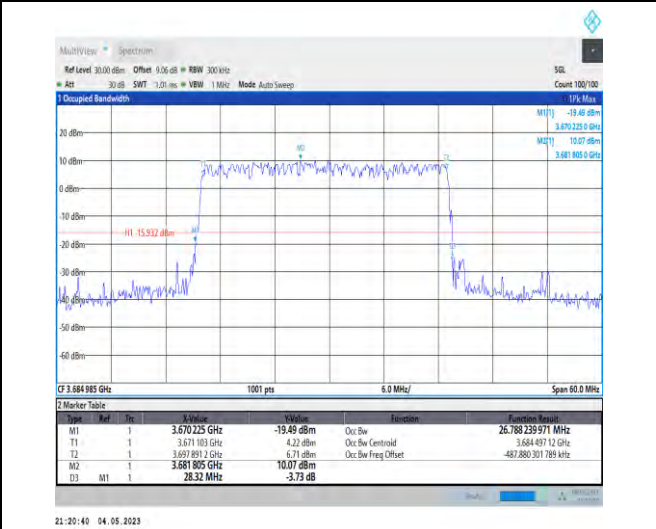 MultiView Spectrum
Ref Level 30.00 dBm Offset 9.06 dB RBW 300 kHz SGL
Att 30 dB SWT 1.01 ms VBW 1 MHz Mode Auto Sweep Count 100/100
1 Occupied Bandwidth 1Pk Max
M1[1] -19.49 dBm
3.670 225 0 GHz
20 dBm
M2[1] 10.07 dBm
3.681 805 0 GHz
M2
T2
10 dBm
0 dBm
-10 dBm
H1 -15.932 dBm
-20 dBm
-30 dBm
-40 dBm
-50 dBm
-60 dBm
CF 3.684 985 GHz 1001 pts 6.0 MHz/ Span 60.0 MHz
2 Marker Table
Type Ref Trc X-Value Y-Value Function Function Result
M1 1 3.670 225 GHz -19.49 dBm Occ Bw 26.788 239 971 MHz
T1 1 3.671 103 GHz 4.22 dBm Occ Bw Centroid 3.684 497 12 GHz
T2 1 3.697 891 2 GHz 6.71 dBm Occ Bw Freq Offset -487.880 301 789 kHz
M2 1 3.681 805 GHz 10.07 dBm
D3 M1 1 28.32 MHz -3.73 dB
21:20:40 04.05.2023